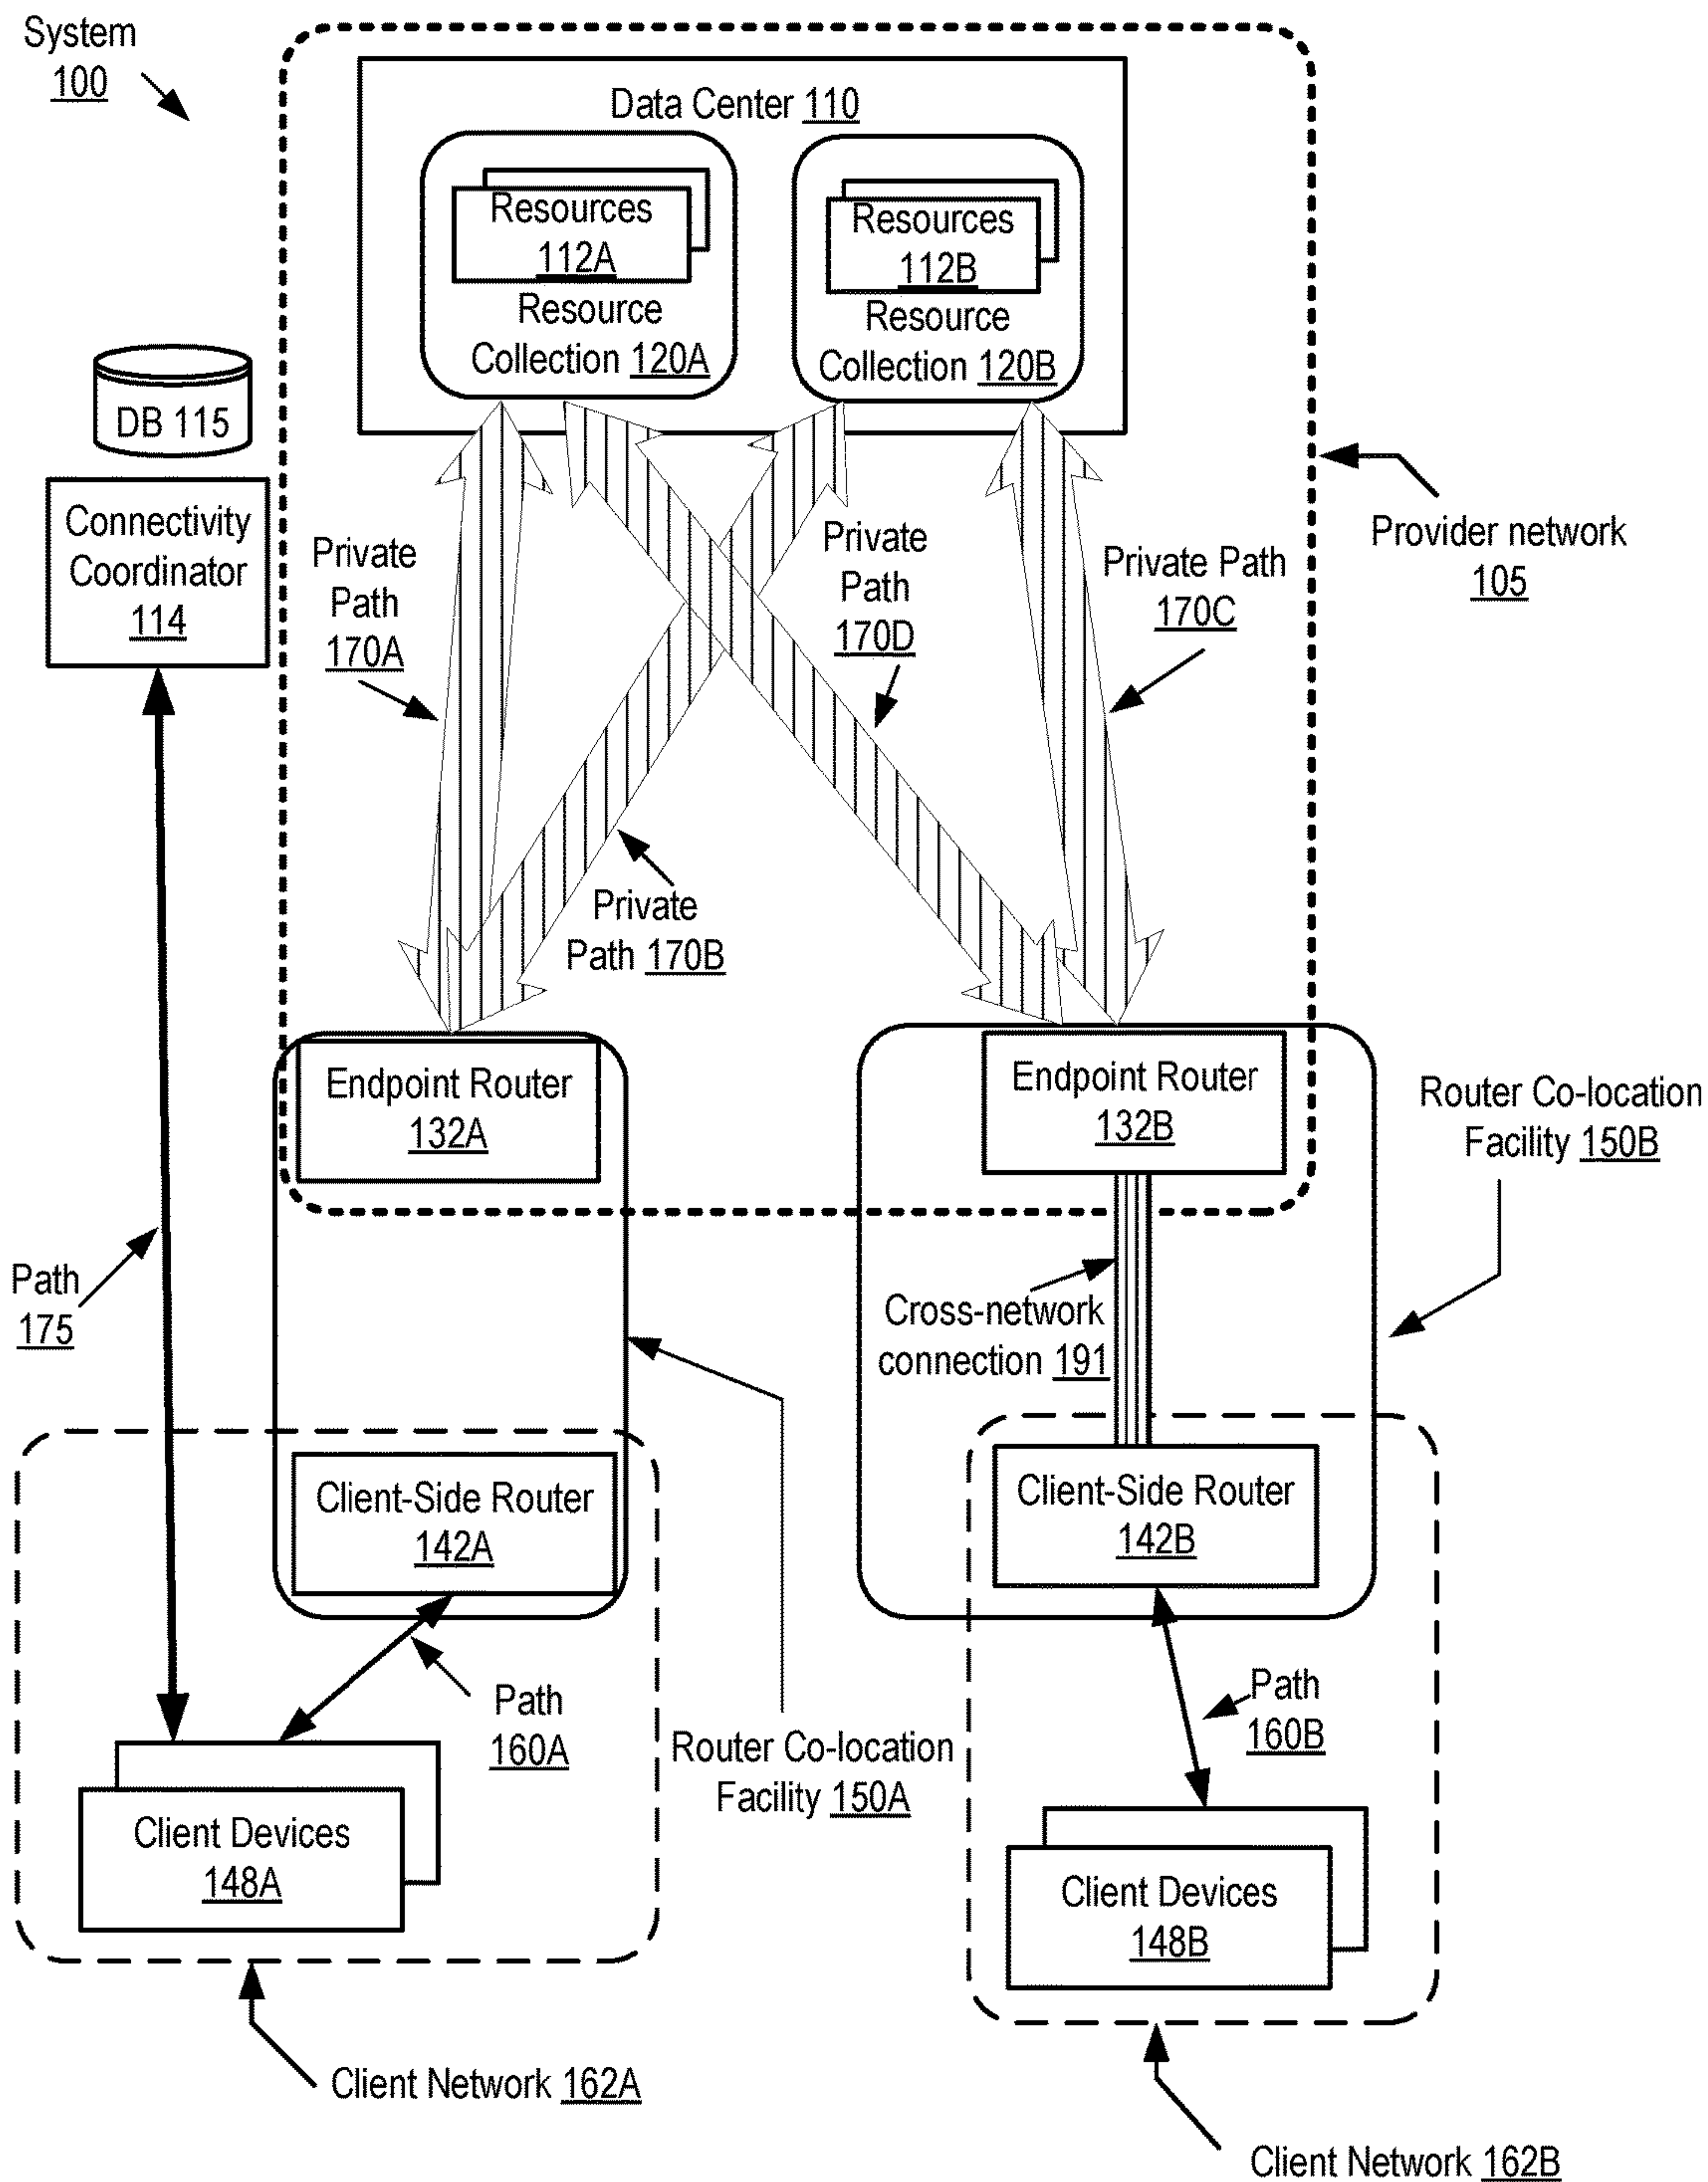 System
100
Data Center 110
Resources
112A
Resource
Collection 120A
Resources
112B
Resource
Collection 120B
DB 115
Connectivity
Coordinator
114
Private
Path
170A
Private
Path
170D
Private Path
170C
Provider network
105
Private
Path 170B
Endpoint Router
132A
Endpoint Router
132B
Router Co-location
Facility 150B
Path
175
Cross-network
connection 191
Client-Side Router
142A
Client-Side Router
142B
Path
160A
Path
160B
Router Co-location
Facility 150A
Client Devices
148A
Client Devices
148B
Client Network 162A
Client Network 162B